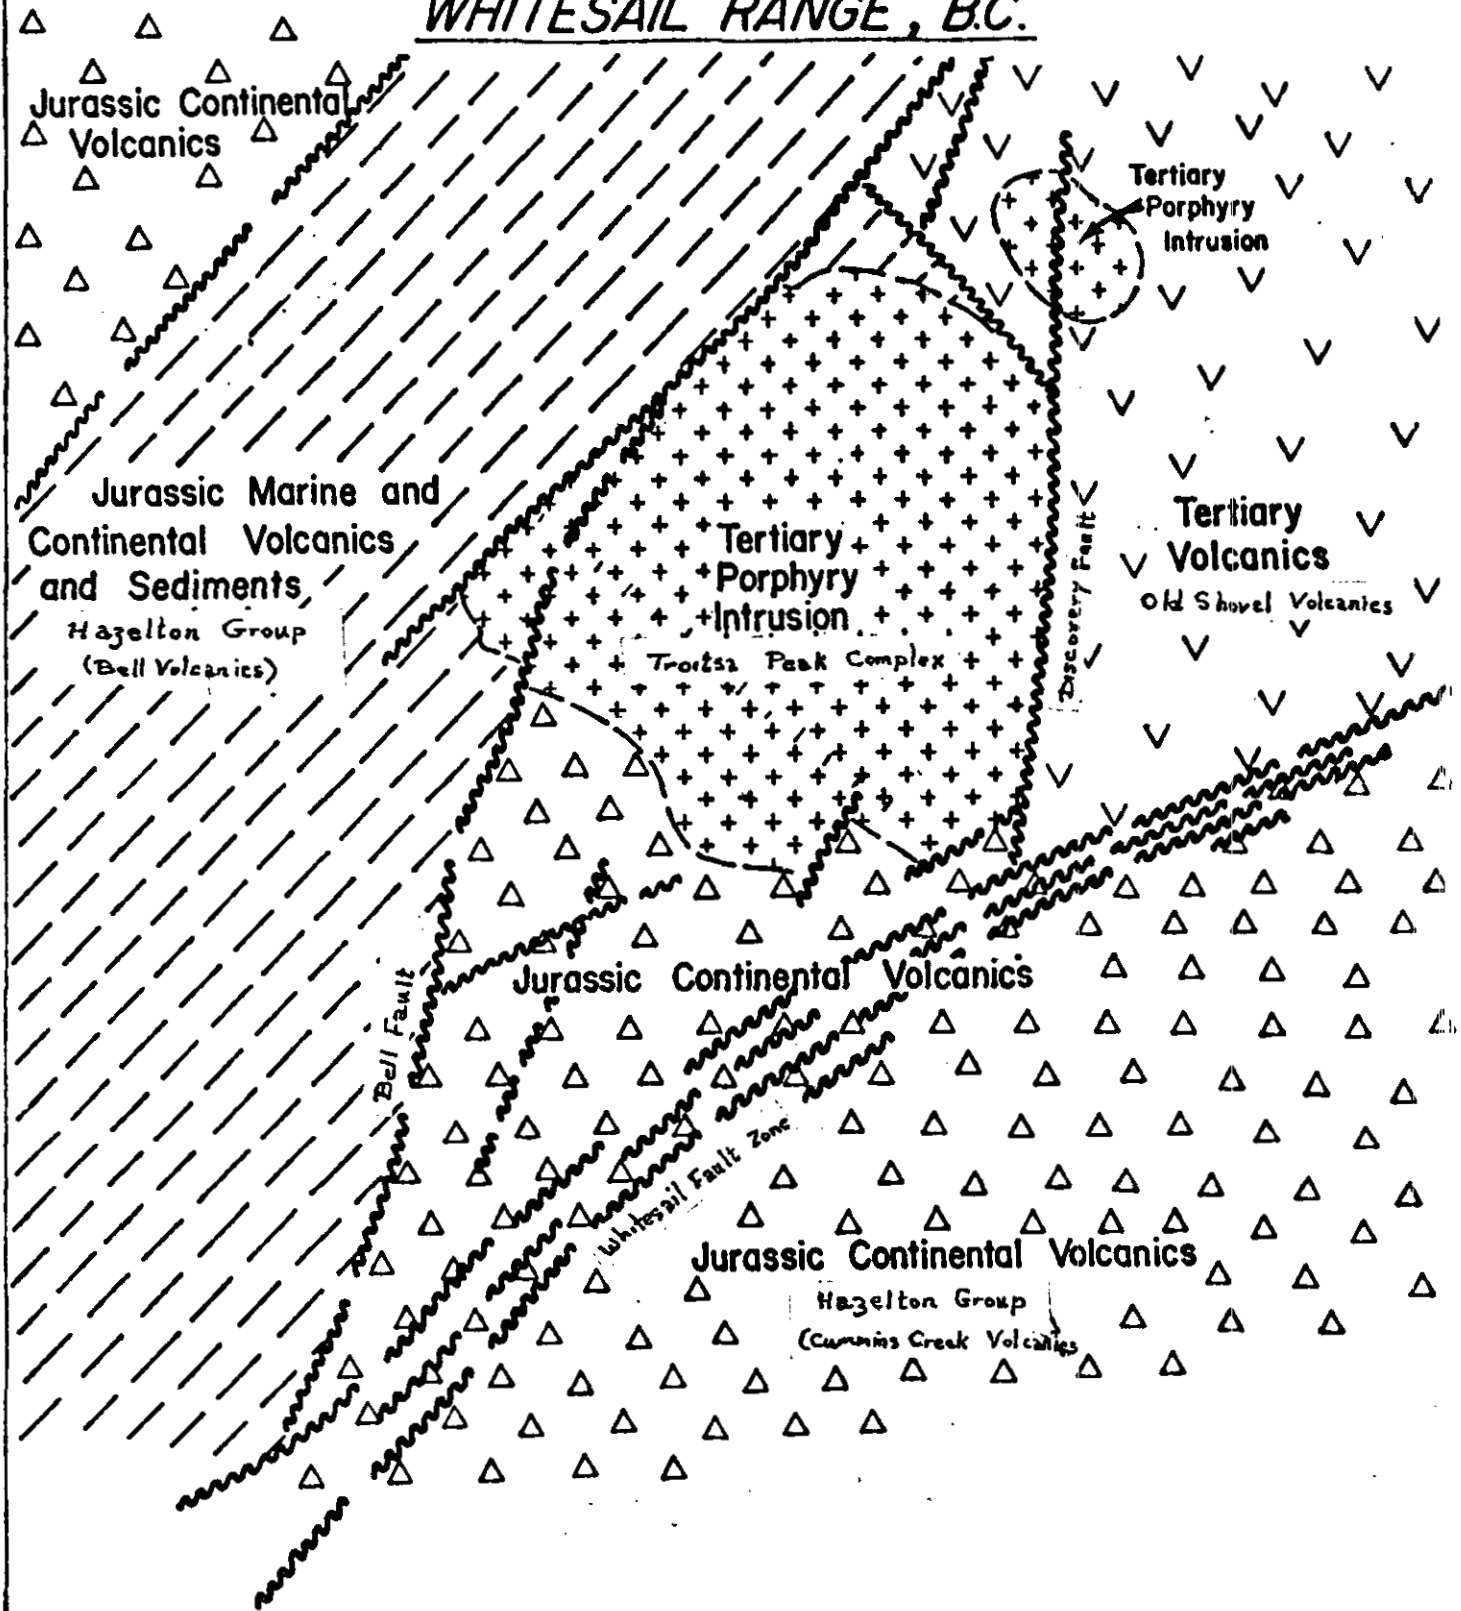 WHITESAIL RANGE, B.C.
Jurassic Continental
Volcanics
Tertiary
Porphyry
Intrusion
Jurassic Marine and
Continental Volcanics
and Sediments
Hazelton Group
(Bell Volcanics)
Tertiary
Porphyry
Intrusion
Troitsa Peak Complex
Discovery Fault
Tertiary
Volcanics
Old Shovel Volcanics
Bell Fault
Jurassic Continental Volcanics
Whitesail Fault Zone
Jurassic Continental Volcanics
Hazelton Group
(Cummins Creek Volcanics